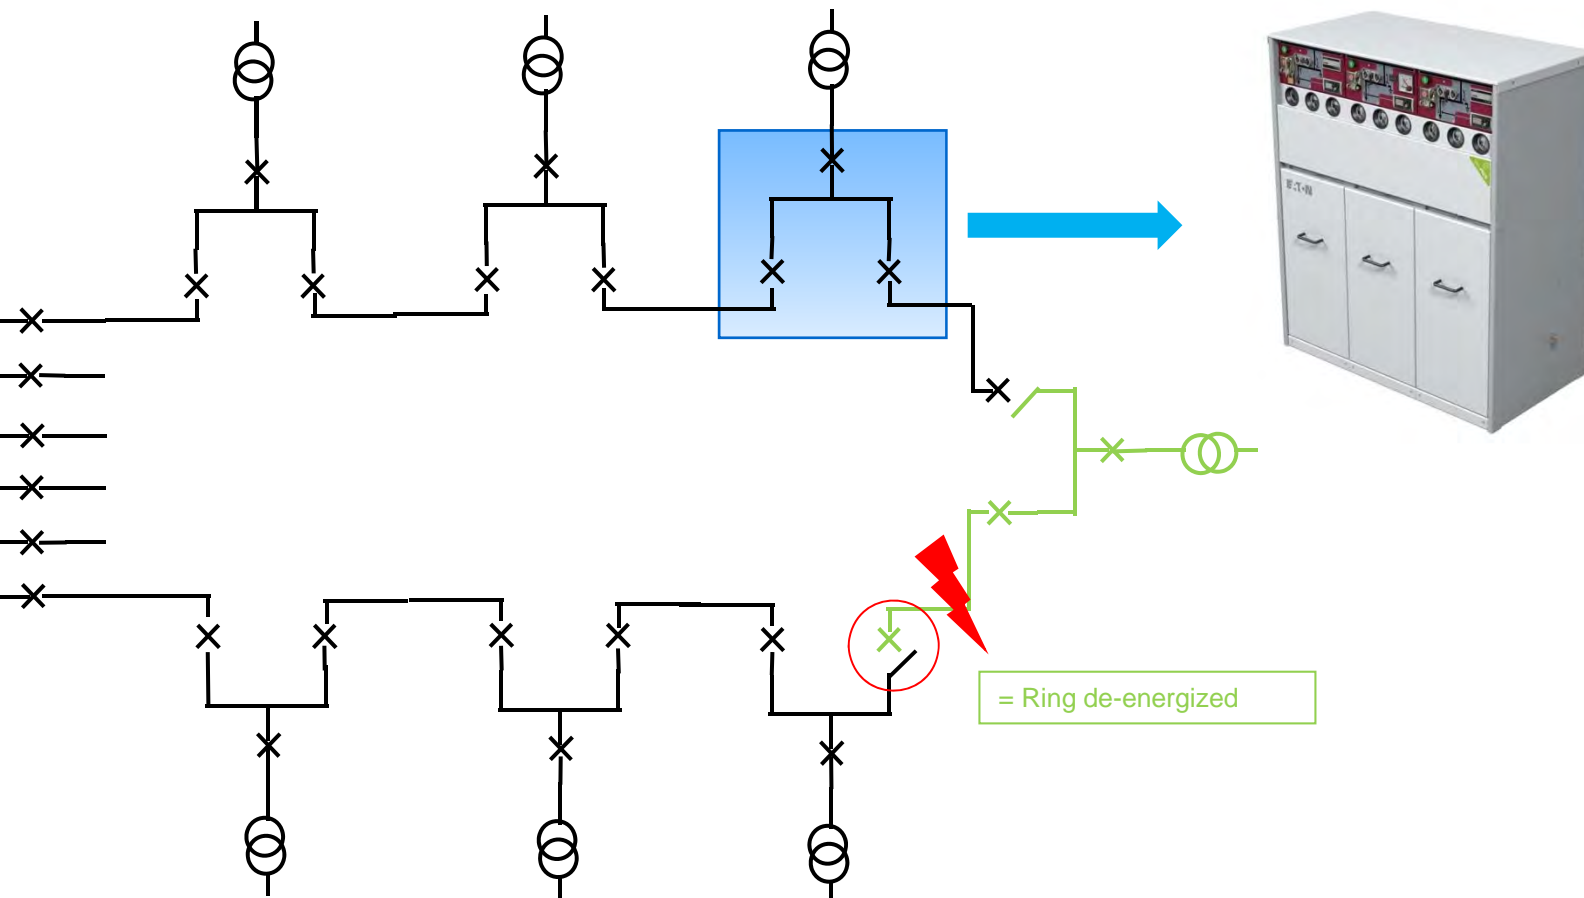 E·T·N
= Ring de-energized